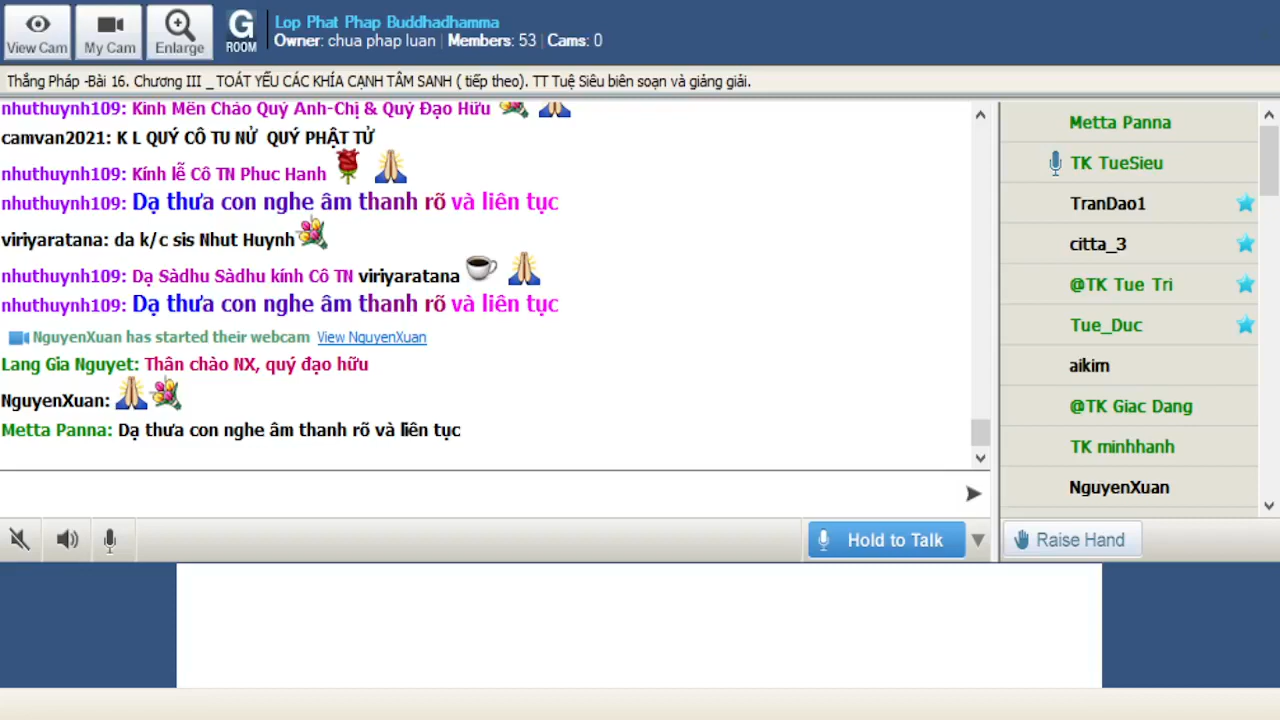 View Cam
My Cam
Enlarge
G
ROOM
Lop Phat Phap Buddhadhamma
Owner: chua phap luan | Members: 53 | Cams: 0
Thắng Pháp -Bài 16. Chương III _ TOÁT YẾU CÁC KHÍA CẠNH TÂM SANH ( tiếp theo). TT Tuệ Siêu biên soạn và giảng giải.
nhuthuynh109: Kính Mến Chào Quý Anh-Chị & Quý Đạo Hữu
camvan2021: K L QUÝ CÔ TU NỬ QUÝ PHẬT TỬ
nhuthuynh109: Kính lễ Cô TN Phuc Hanh
nhuthuynh109: Dạ thưa con nghe âm thanh rõ và liên tục
viriyaratana: da k/c sis Nhut Huynh
nhuthuynh109: Dạ Sàdhu Sàdhu kính Cô TN viriyaratana
nhuthuynh109: Dạ thưa con nghe âm thanh rõ và liên tục
NguyenXuan has started their webcam View NguyenXuan
Lang Gia Nguyet: Thân chào NX, quý đạo hữu
NguyenXuan:
Metta Panna: Dạ thưa con nghe âm thanh rõ và liên tục
Metta Panna
TK TueSieu
TranDao1
citta_3
@TK Tue Tri
Tue_Duc
aikim
@TK Giac Dang
TK minhhanh
NguyenXuan
Hold to Talk
Raise Hand